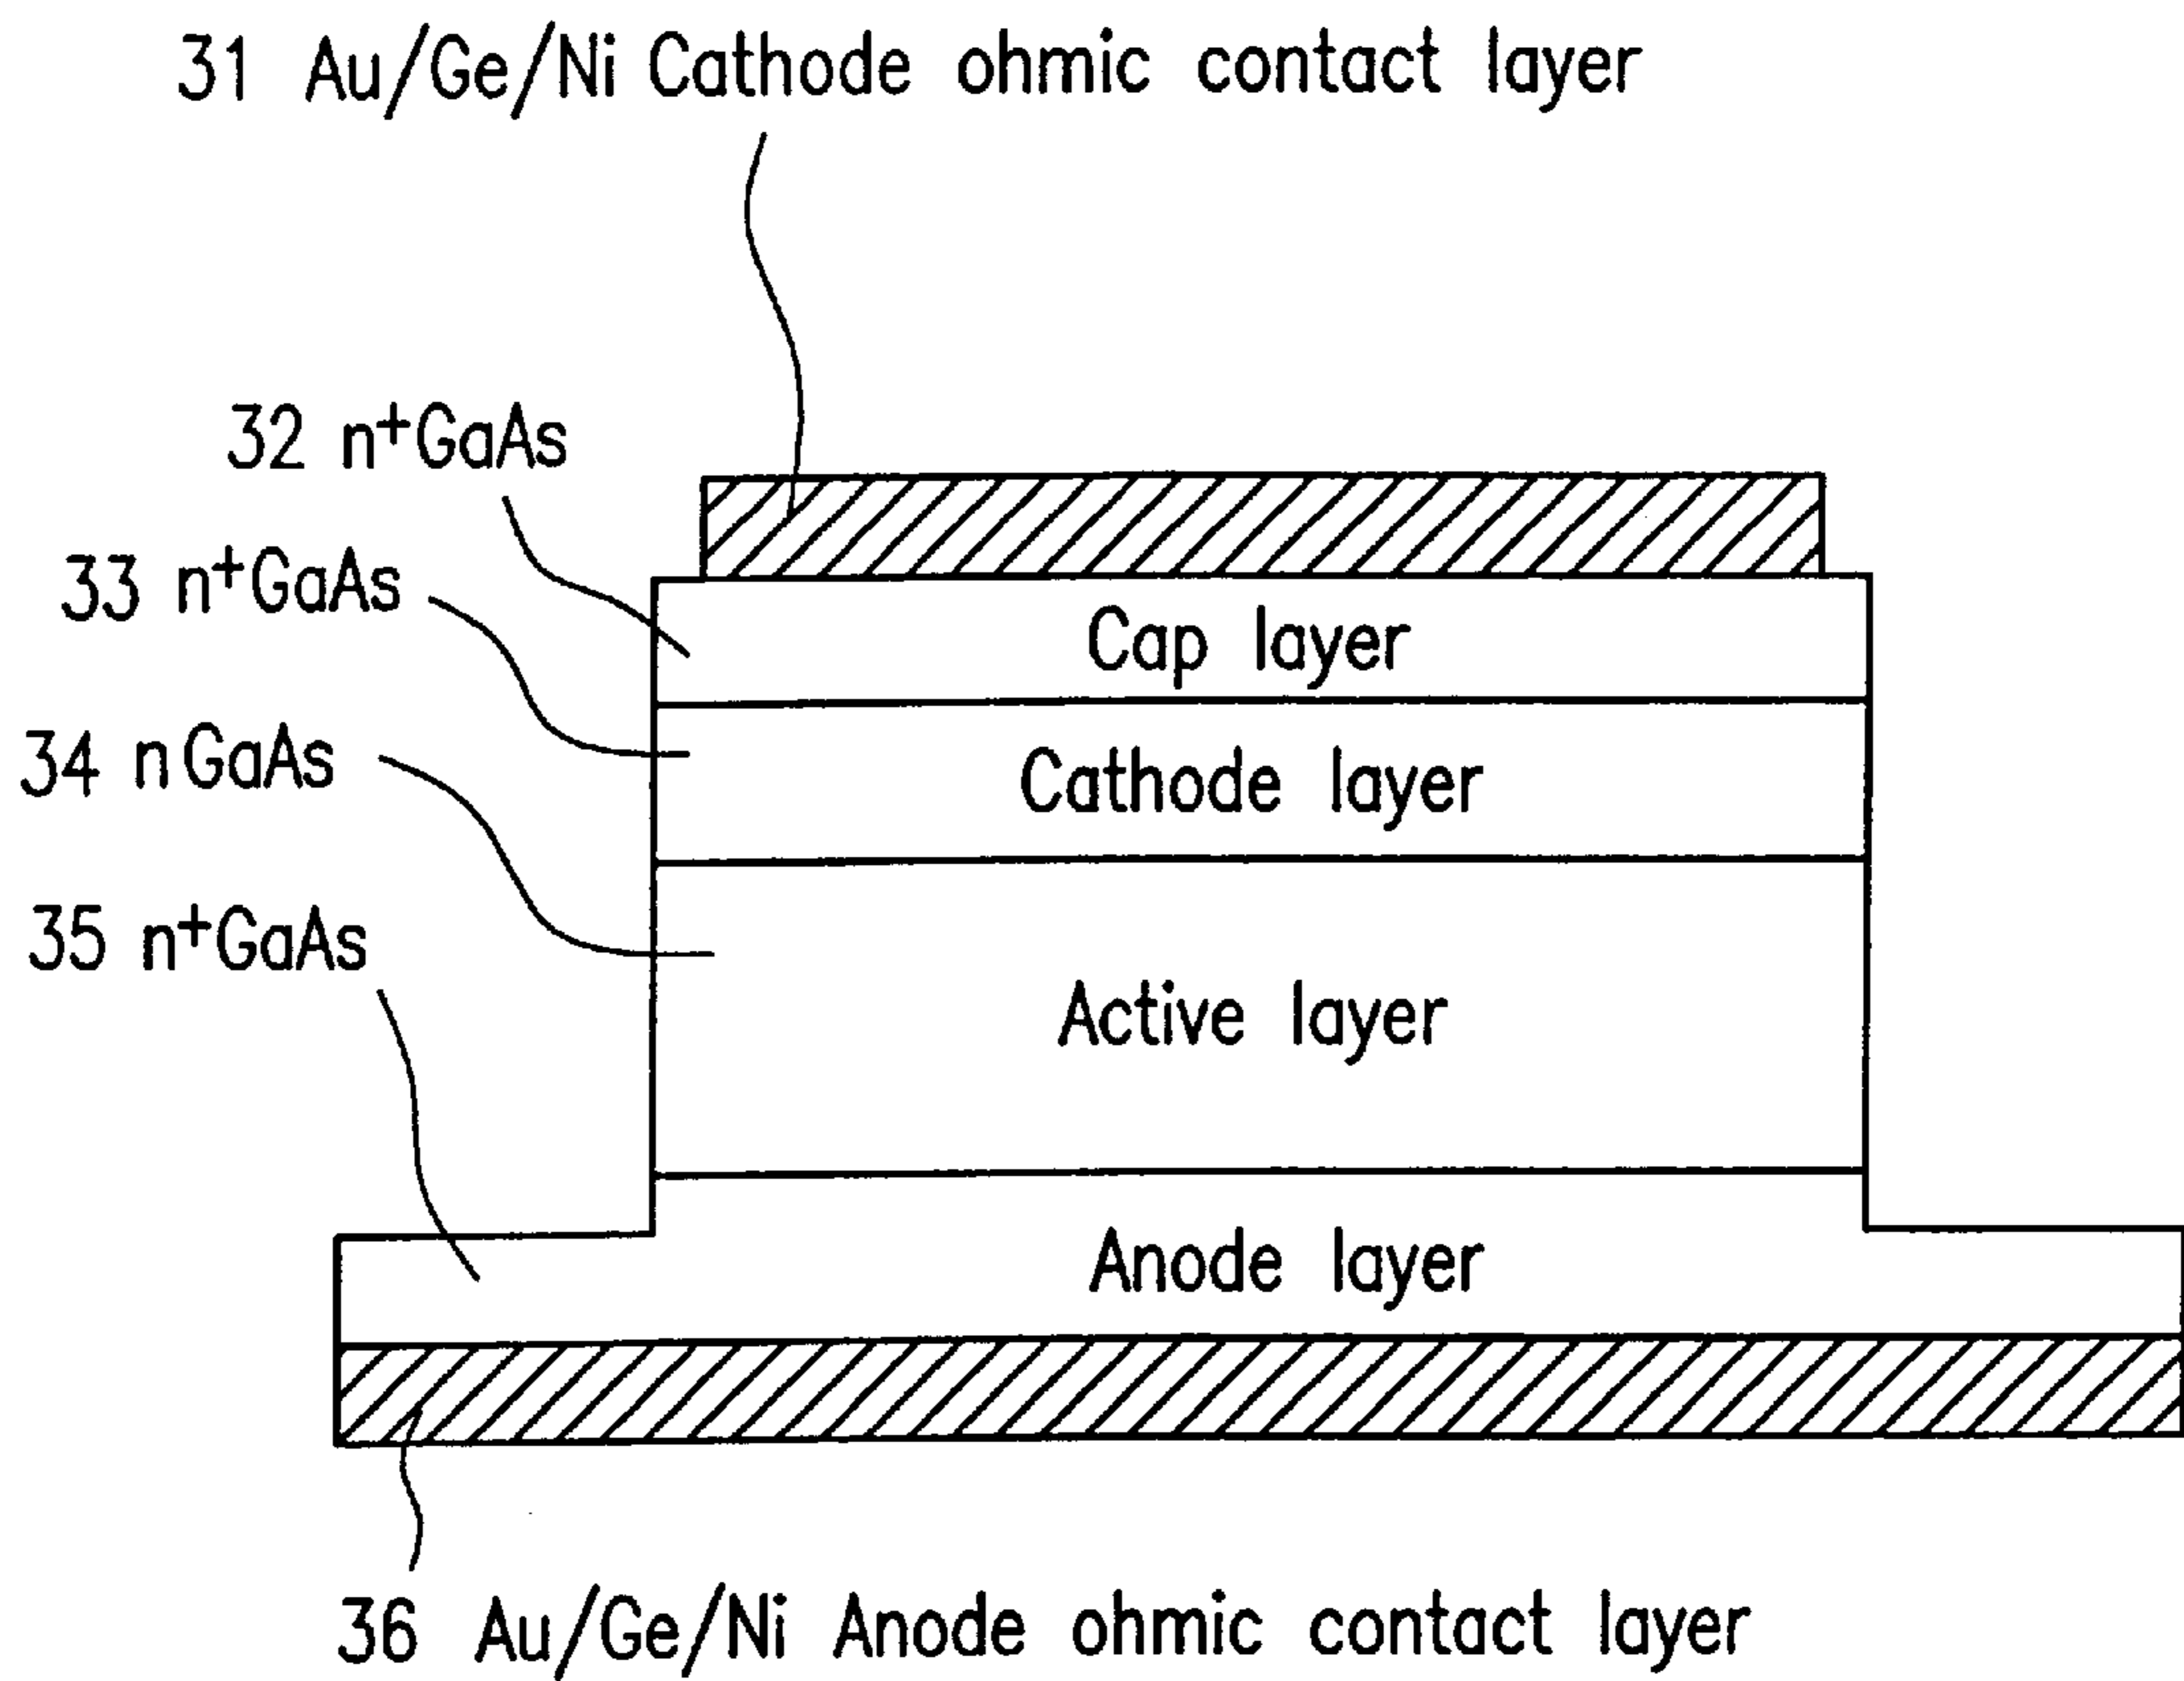 31 Au/Ge/Ni Cathode ohmic contact layer
32 n+GaAs
33 n+GaAs
Cap layer
34 n GaAs
Cathode layer
35 n+GaAs
Active layer
Anode layer
36 Au/Ge/Ni Anode ohmic contact layer